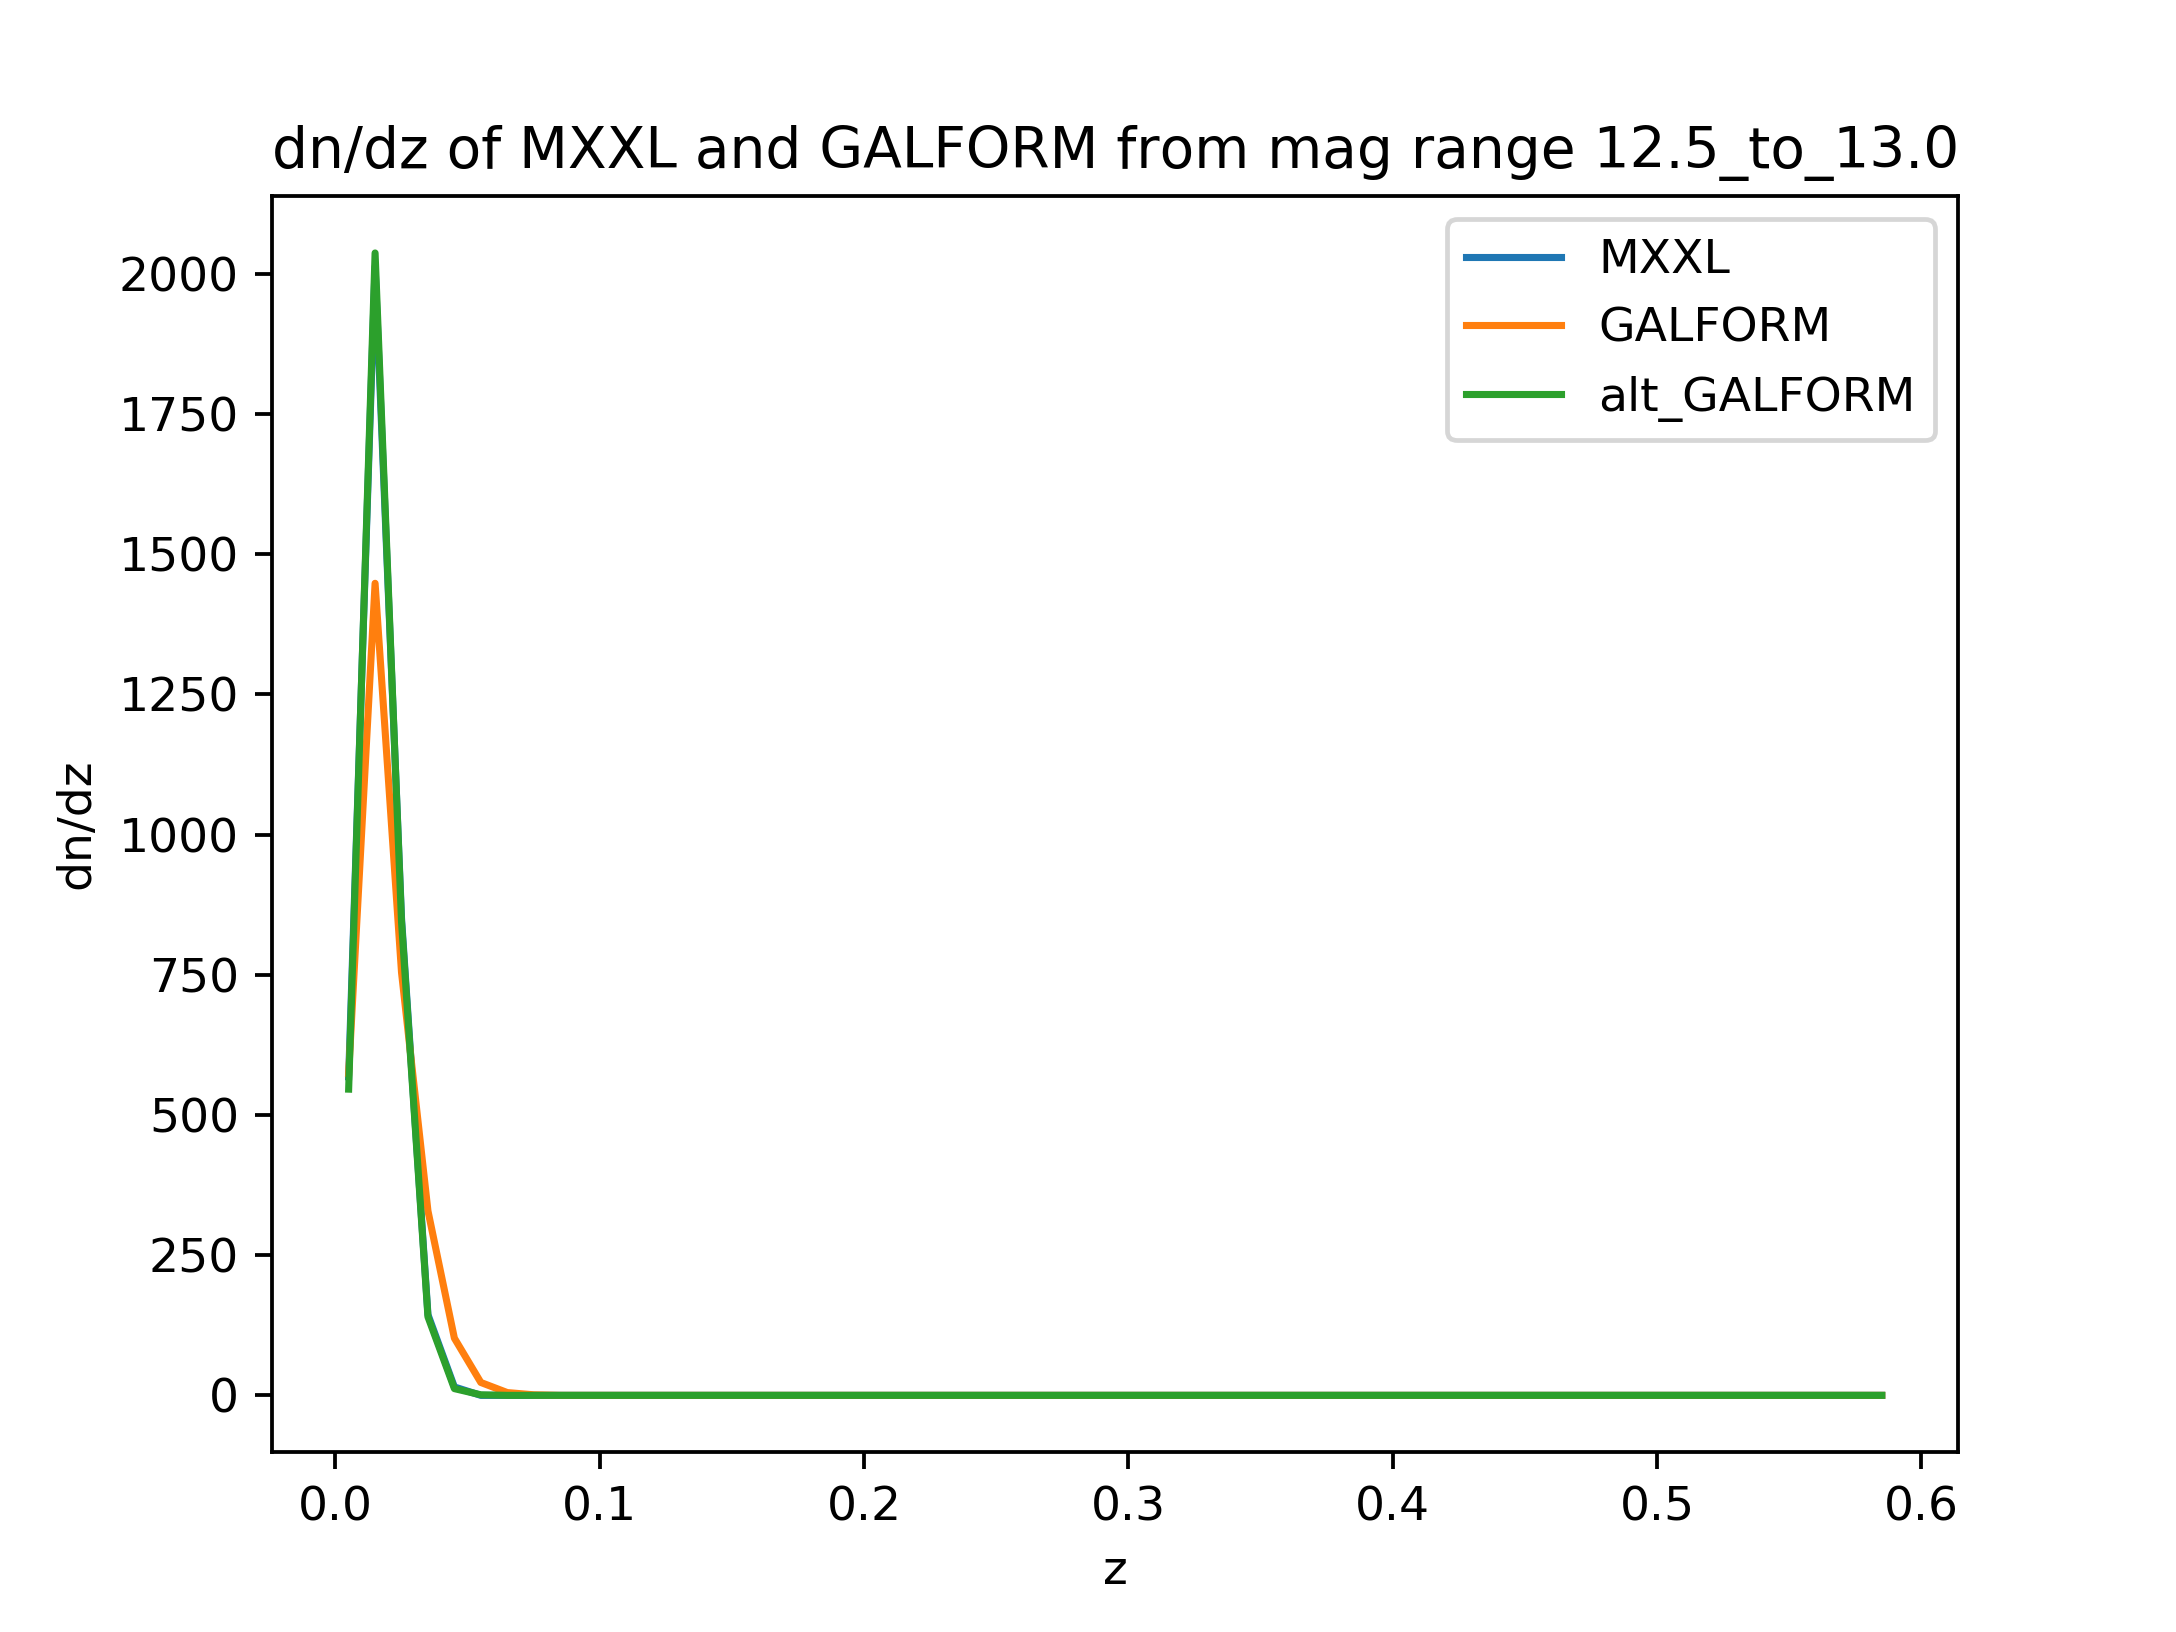 dn/dz of MXXL and GALFORM from mag range 12.5_to_13.0
MXXL
GALFORM
alt_GALFORM
2000
1750
1500
1250
1000
750
500
250
0
dn/dz
0.0 0.1 0.2 0.3 0.4 0.5 0.6
z